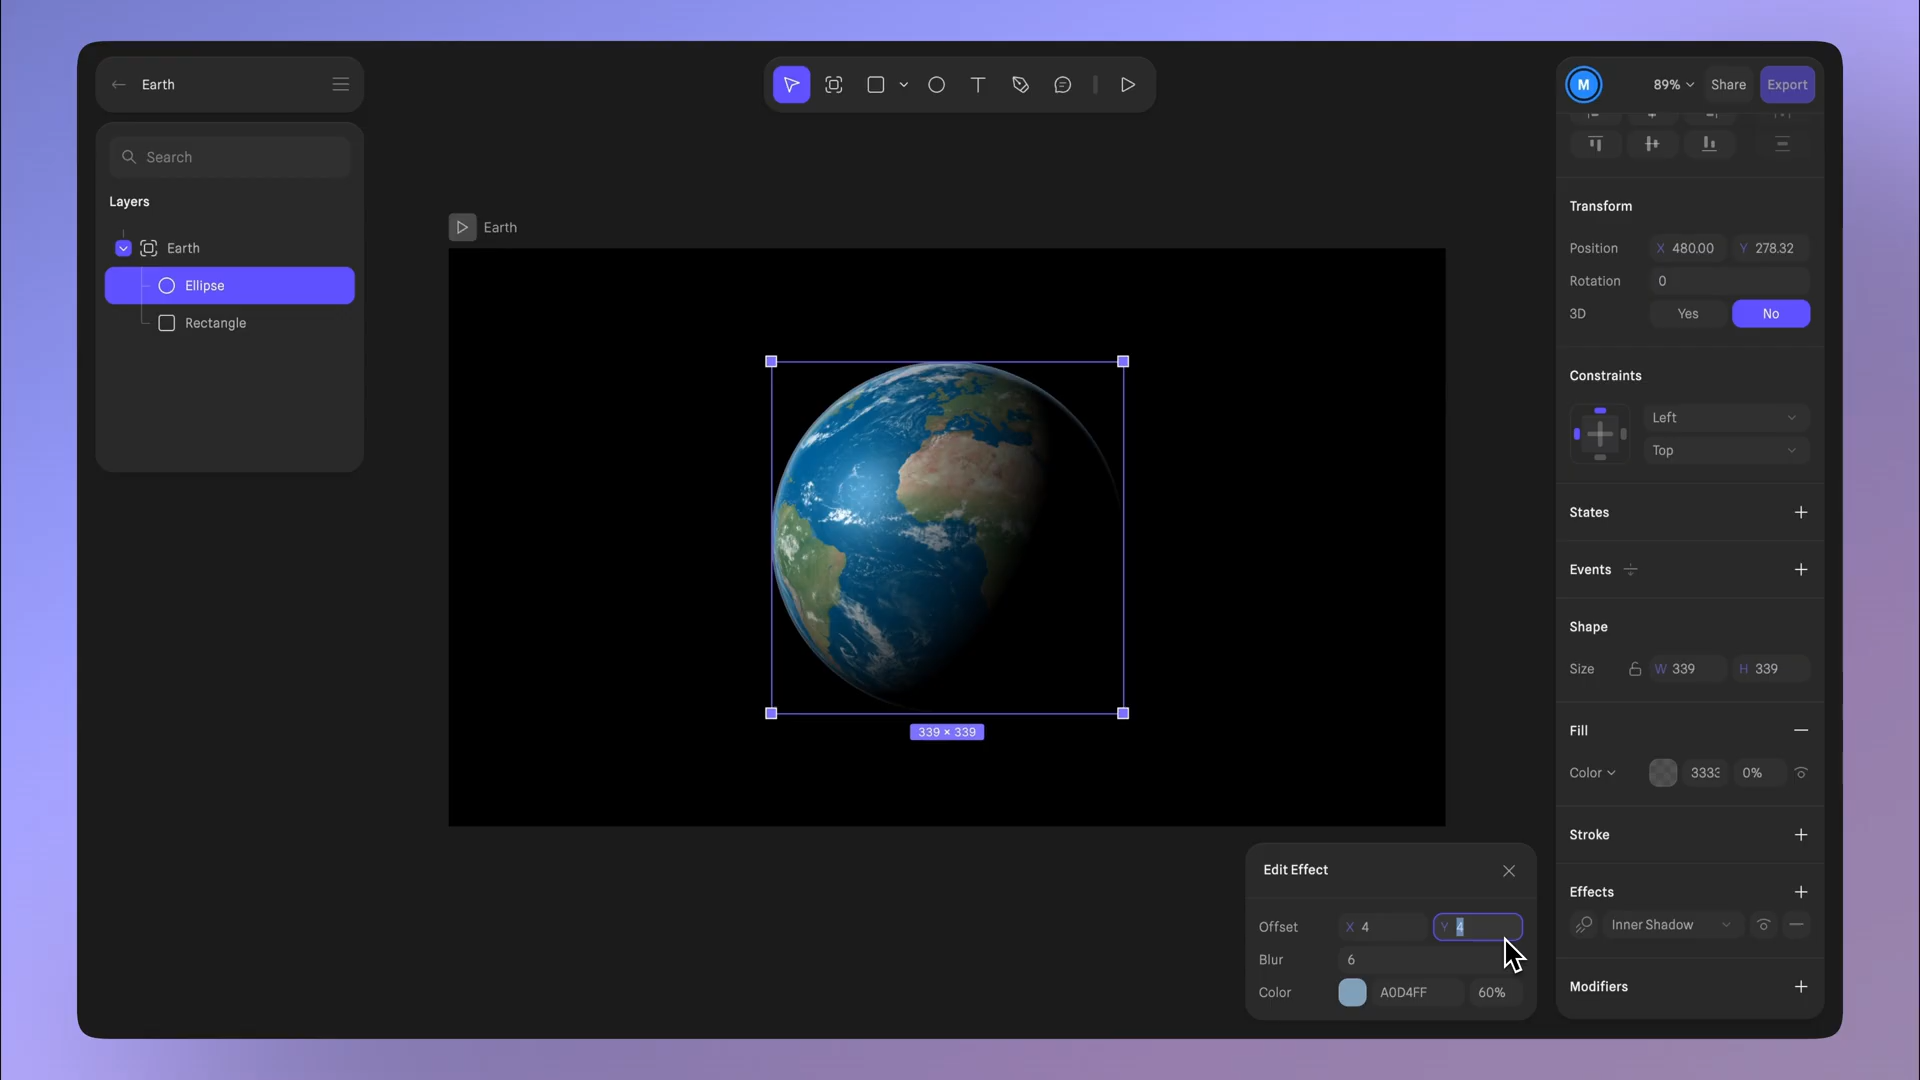 Earth
M
89%
Share
Export
Search
Layers
Earth
Ellipse
Rectangle
Earth
339 × 339
Transform
Position
X 480.00
Y 278.32
Rotation
0
3D
Yes
No
Constraints
Left
Top
States
Events
Shape
Size
W 339
H 339
Fill
Color
3333
0%
Stroke
Effects
Inner Shadow
Modifiers
Edit Effect
Offset
X 4
Y 4
Blur
6
Color
A0D4FF
60%